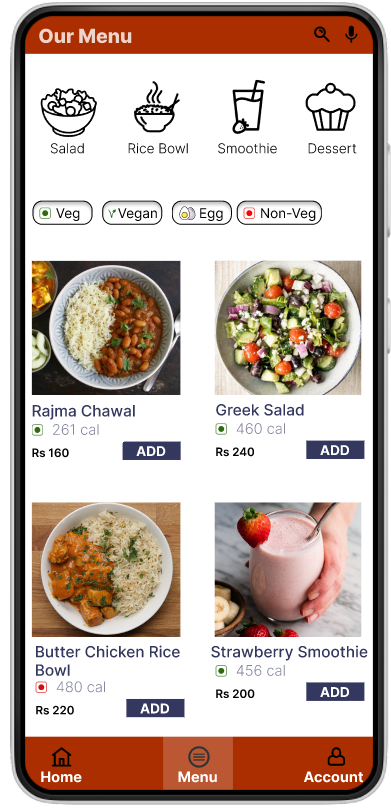 Our Menu
Salad
Rice Bowl
Smoothie
Dessert
Veg
Vegan
Egg
Non-Veg
Rajma Chawal
261 cal
Rs 160
ADD
Greek Salad
460 cal
Rs 240
ADD
Butter Chicken Rice
Bowl
480 cal
Rs 220
ADD
Strawberry Smoothie
456 cal
Rs 200
ADD
Home
Menu
Account